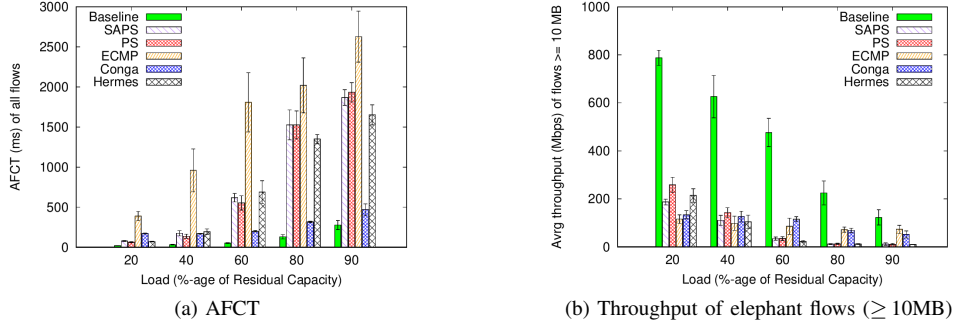 AFCT (ms) of all flows
3000
2500
2000
1500
1000
500
0
Baseline
SAPS
PS
ECMP
Conga
Hermes
20 40 60 80 90
Load (%-age of Residual Capacity)
(a) AFCT
Avrg throughput (Mbps) of flows >= 10 MB
1000
800
600
400
200
0
Baseline
SAPS
PS
ECMP
Conga
Hermes
20 40 60 80 90
Load (%-age of Residual Capacity)
(b) Throughput of elephant flows (≥ 10MB)